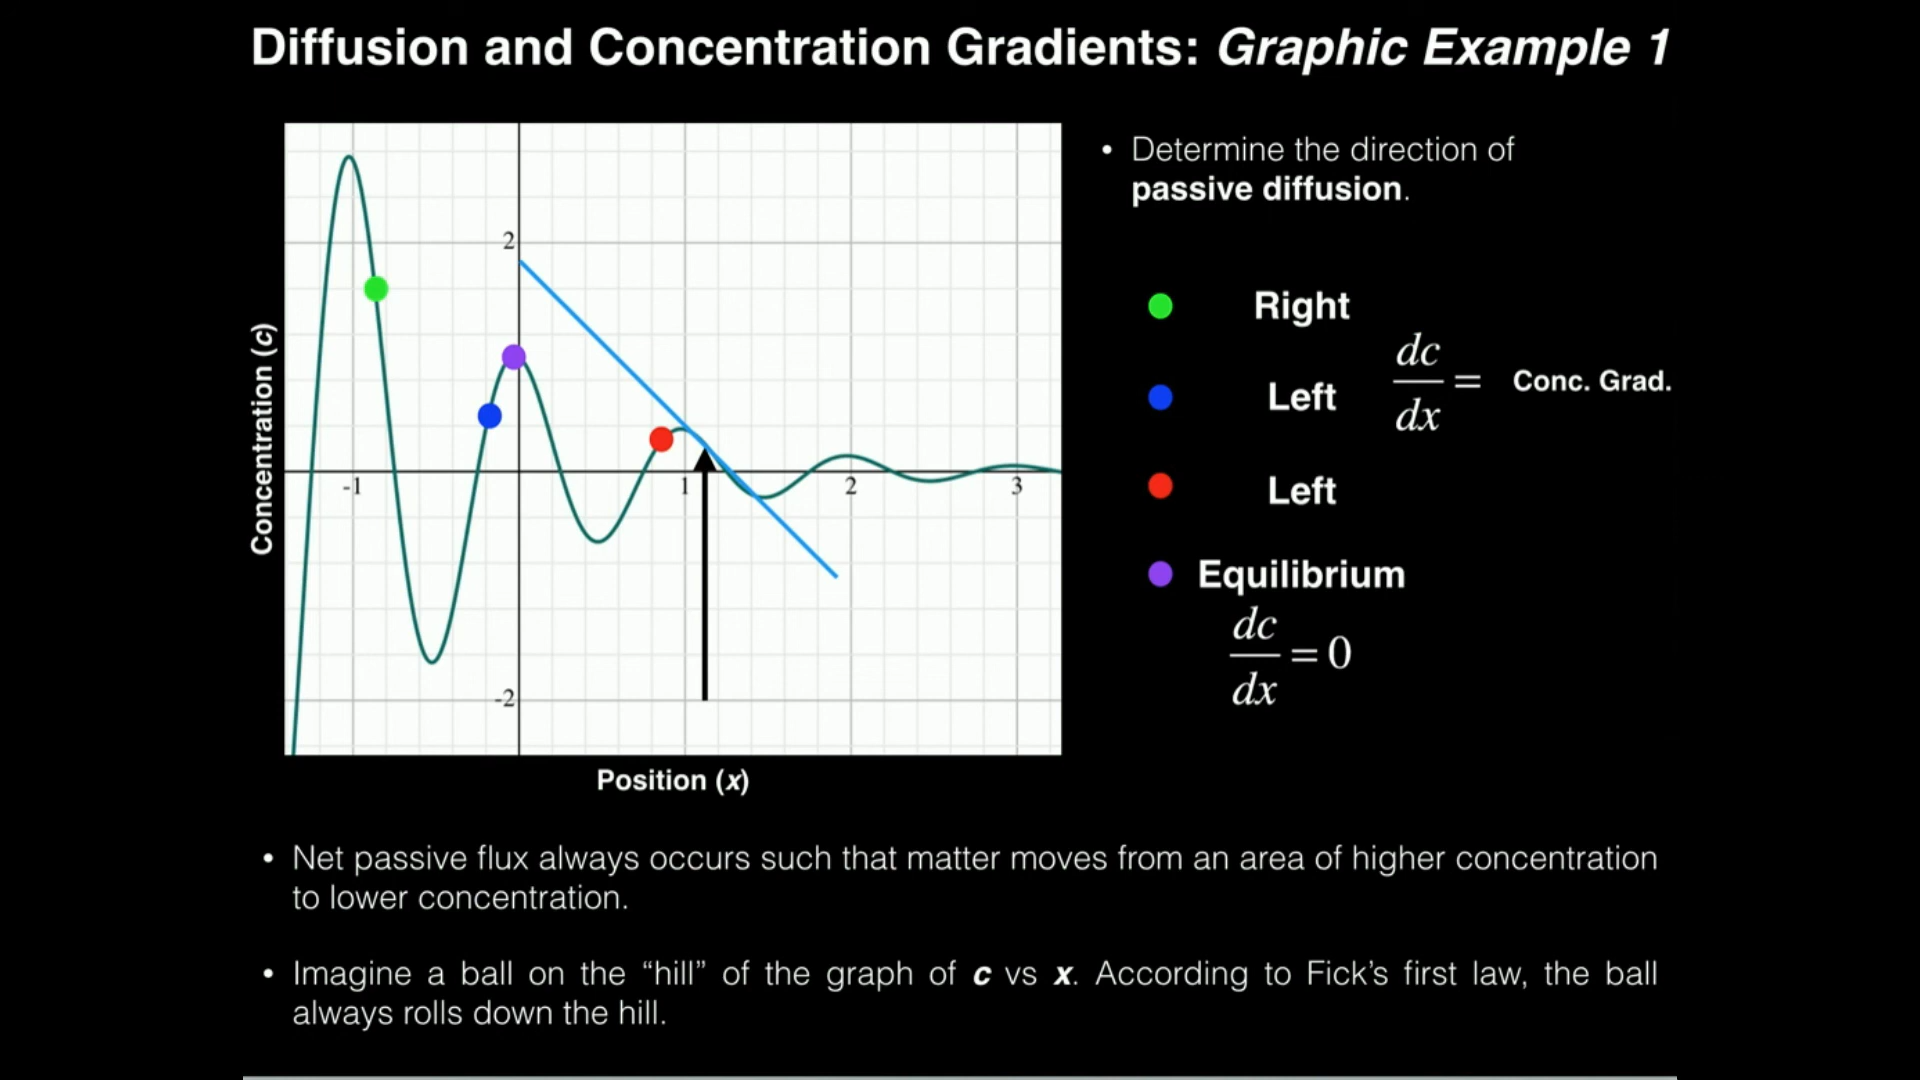 Diffusion and Concentration Gradients: Graphic Example 1
2
-1
1
2
3
-2
Concentration (c)
Position (x)
• Determine the direction of
passive diffusion.
Right
Left
dc/dx = Conc. Grad.
Left
Equilibrium
dc/dx = 0
• Net passive flux always occurs such that matter moves from an area of higher concentration
to lower concentration.
• Imagine a ball on the “hill” of the graph of c vs x. According to Fick’s first law, the ball
always rolls down the hill.